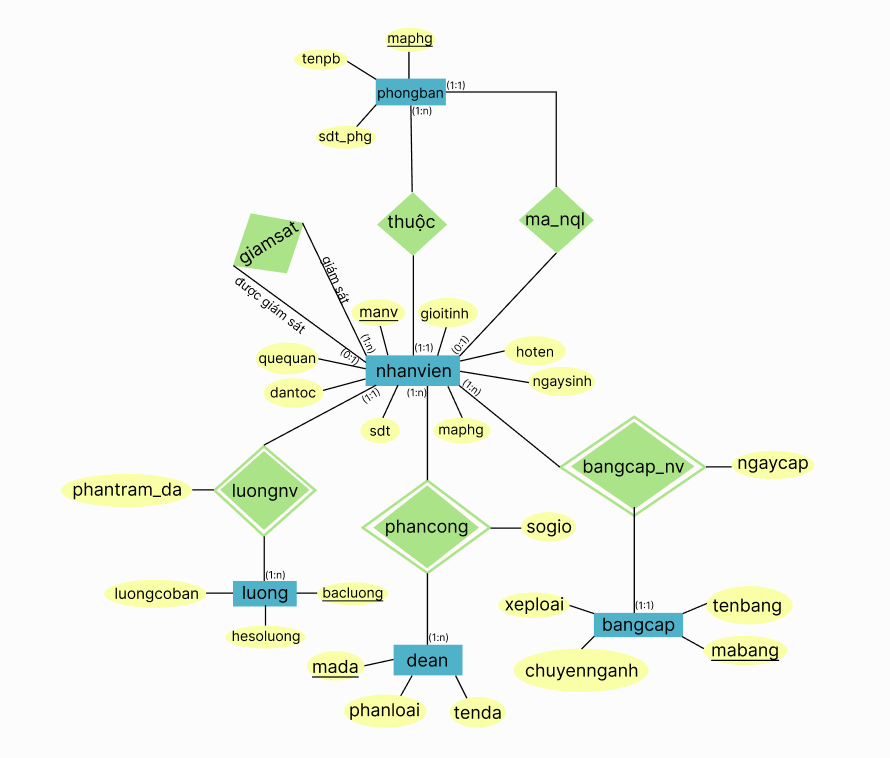 maphg
tenpb
phongban
(1:1)
(1:n)
sdt_phg
giamsat
thuộc
ma_nql
giám sát
được giám sát
manv
gioitinh
(1:n)
(0:1)
(1:1)
(0:1)
hoten
quequan
nhanvien
ngaysinh
dantoc
(1:1)
(1:n)
(1:n)
sdt
maphg
bangcap_nv
ngaycap
phantram_da
luongnv
phancong
sogio
(1:n)
luongcoban
luong
bacluong
hesoluong
xeploai
(1:1)
tenbang
bangcap
(1:n)
mada
dean
mabang
chuyennganh
phanloai
tenda